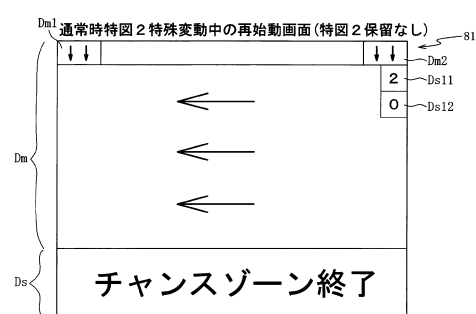 通常時特図２特殊変動中の再始動画面(特図２保留なし)
Dm1
81
Dm2
2
Ds11
0
Ds12
Dm
Ds
チャンスゾーン終了